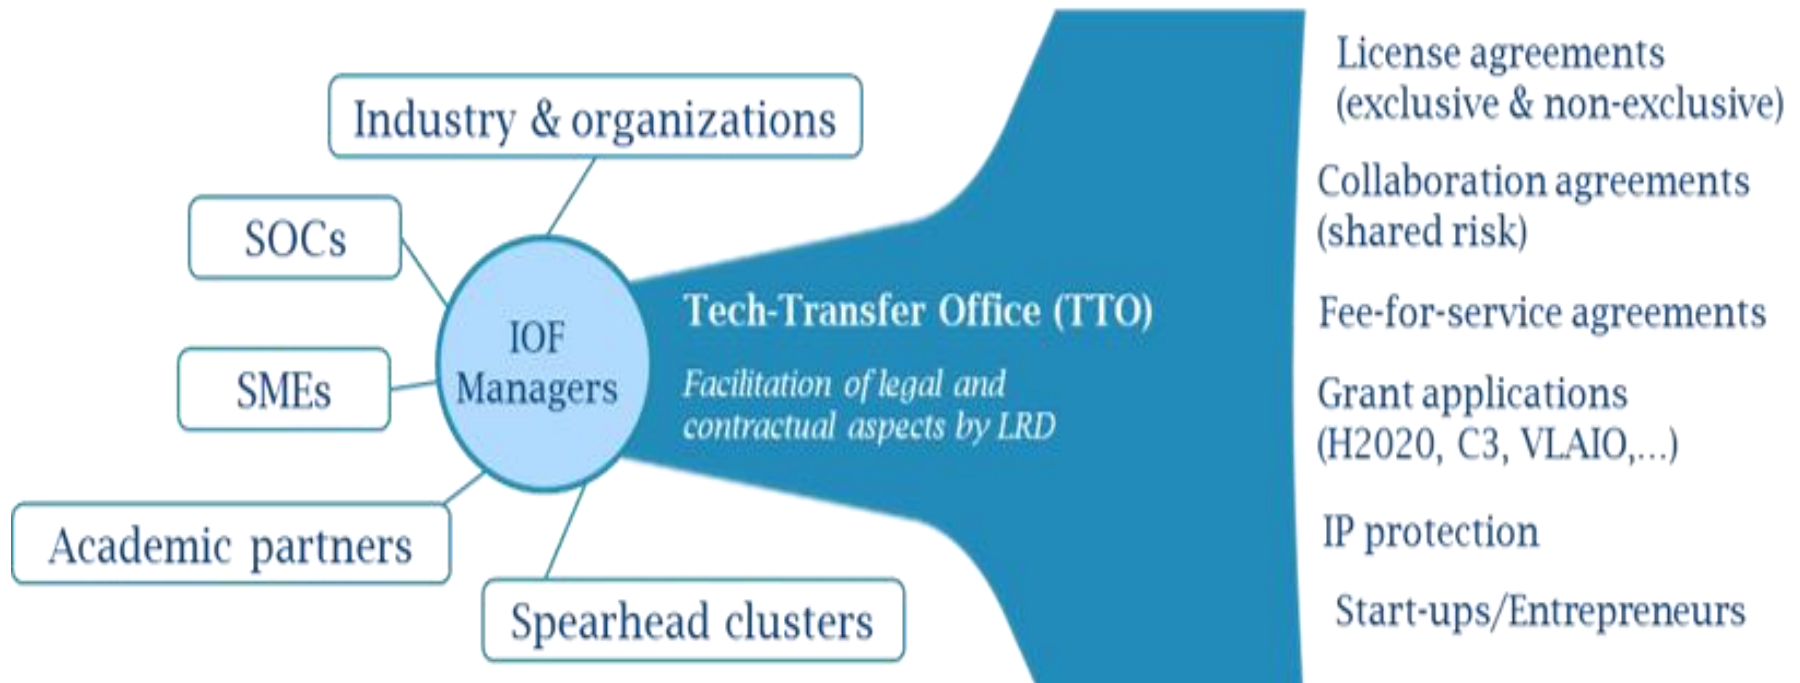 Industry & organizations
SOCs
SMEs
Academic partners
Spearhead clusters
IOF
Managers
Tech-Transfer Office (TTO)
Facilitation of legal and
contractual aspects by LRD
License agreements
(exclusive & non-exclusive)
Collaboration agreements
(shared risk)
Fee-for-service agreements
Grant applications
(H2020, C3, VLAIO,...)
IP protection
Start-ups/Entrepreneurs